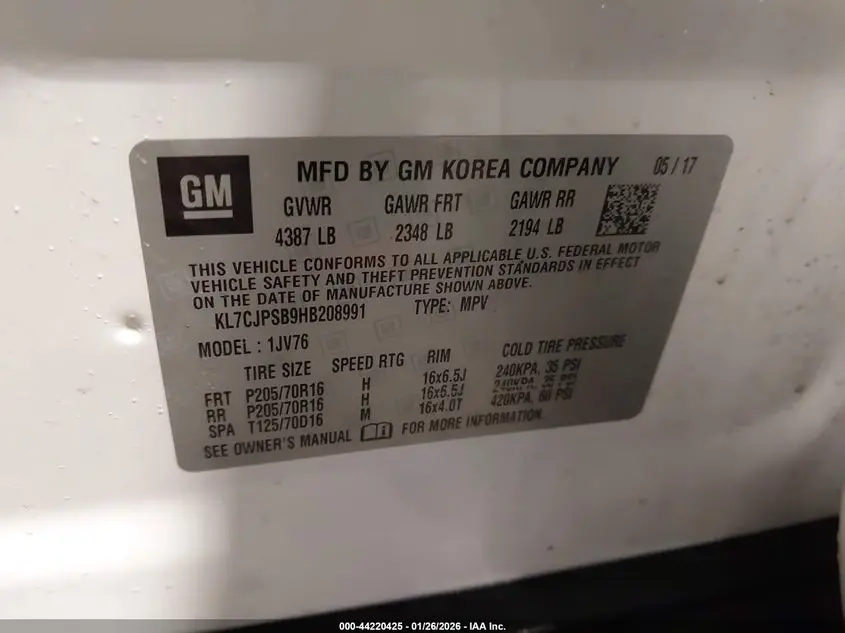 GM
MFD BY GM KOREA COMPANY 05 / 17
GVWR GAWR FRT GAWR RR
4387 LB 2348 LB 2194 LB
THIS VEHICLE CONFORMS TO ALL APPLICABLE U.S. FEDERAL MOTOR
VEHICLE SAFETY AND THEFT PREVENTION STANDARDS IN EFFECT
ON THE DATE OF MANUFACTURE SHOWN ABOVE.
KL7CJPSB9HB208991 TYPE: MPV
MODEL : 1JV76
TIRE SIZE SPEED RTG RIM COLD TIRE PRESSURE
FRT P205/70R16 H 16x6.5J 240KPA, 35 PSI
RR P205/70R16 H 16x6.5J 240KPA, 35 PSI
SPA T125/70D16 M 16x4.0T 420KPA, 60 PSI
SEE OWNER'S MANUAL FOR MORE INFORMATION.
000-44220425 - 01/26/2026 - IAA Inc.